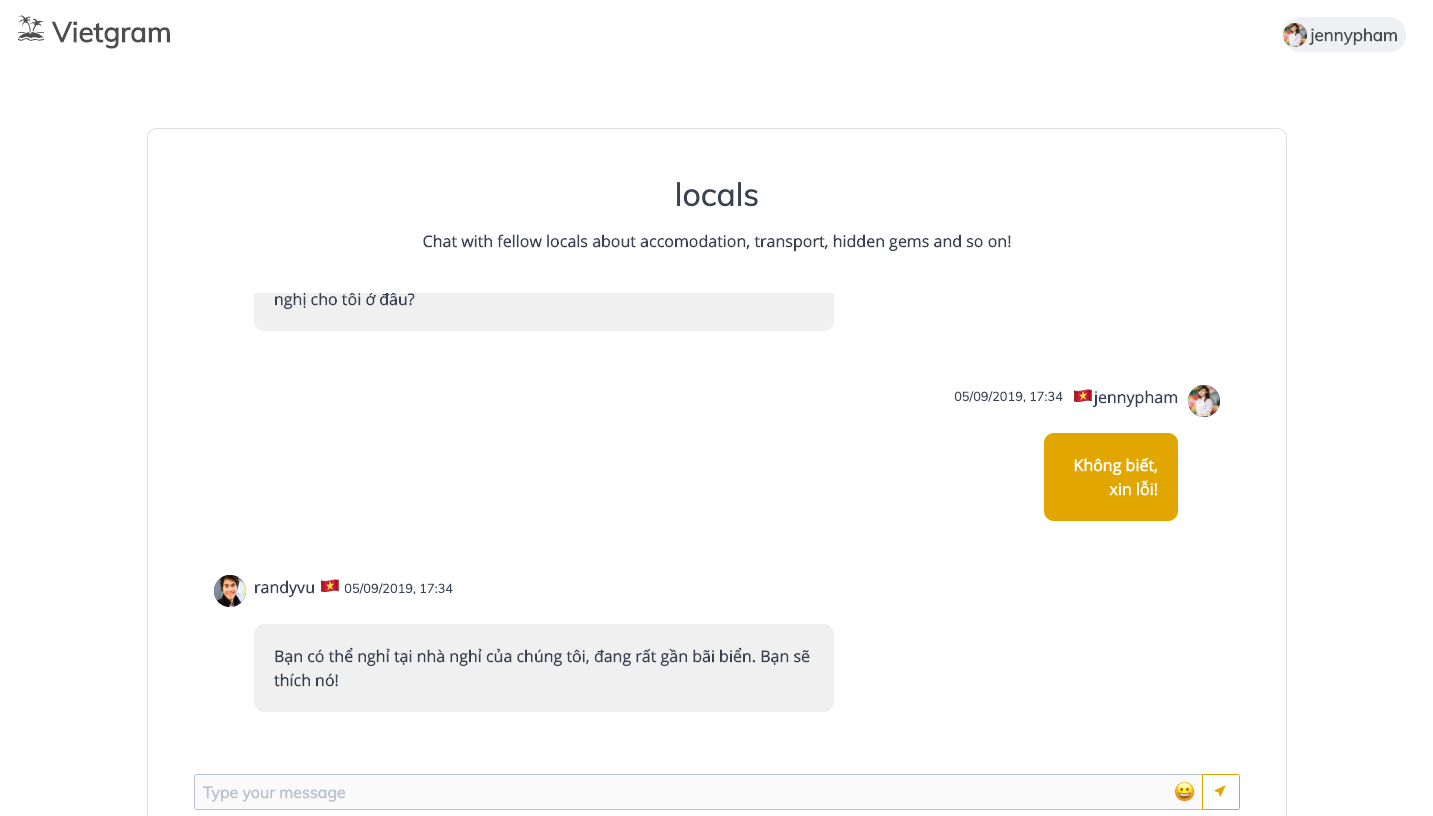 Vietgram
jennypham
locals
Chat with fellow locals about accomodation, transport, hidden gems and so on!
nghị cho tôi ở đâu?
05/09/2019, 17:34 jennypham
Không biết,
xin lỗi!
randyvu 05/09/2019, 17:34
Bạn có thể nghỉ tại nhà nghỉ của chúng tôi, đang rất gần bãi biển. Bạn sẽ
thích nó!
Type your message